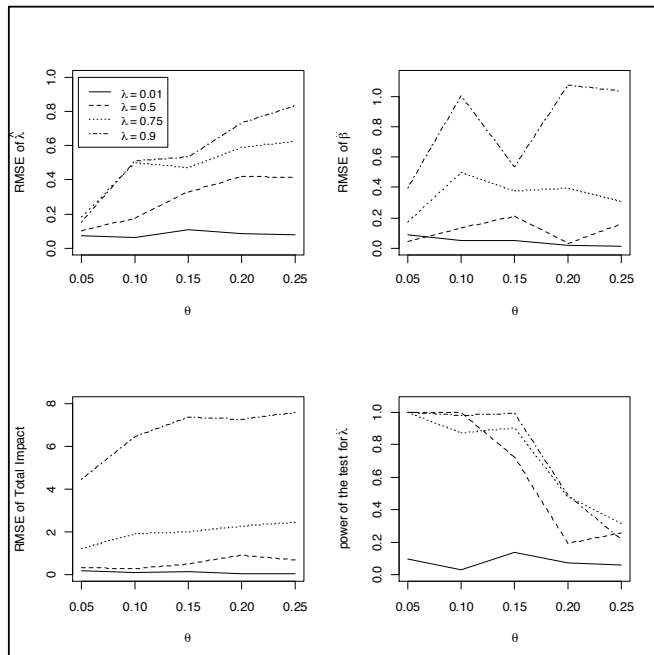 RMSE of λ̂
0.0 0.2 0.4 0.6 0.8 1.0
λ = 0.01
λ = 0.5
λ = 0.75
λ = 0.9
0.05 0.10 0.15 0.20 0.25
θ
RMSE of β̂
0.0 0.2 0.4 0.6 0.8 1.0
0.05 0.10 0.15 0.20 0.25
θ
RMSE of Total Impact
0 2 4 6 8
0.05 0.10 0.15 0.20 0.25
θ
power of the test for λ̂
0.0 0.2 0.4 0.6 0.8 1.0
0.05 0.10 0.15 0.20 0.25
θ